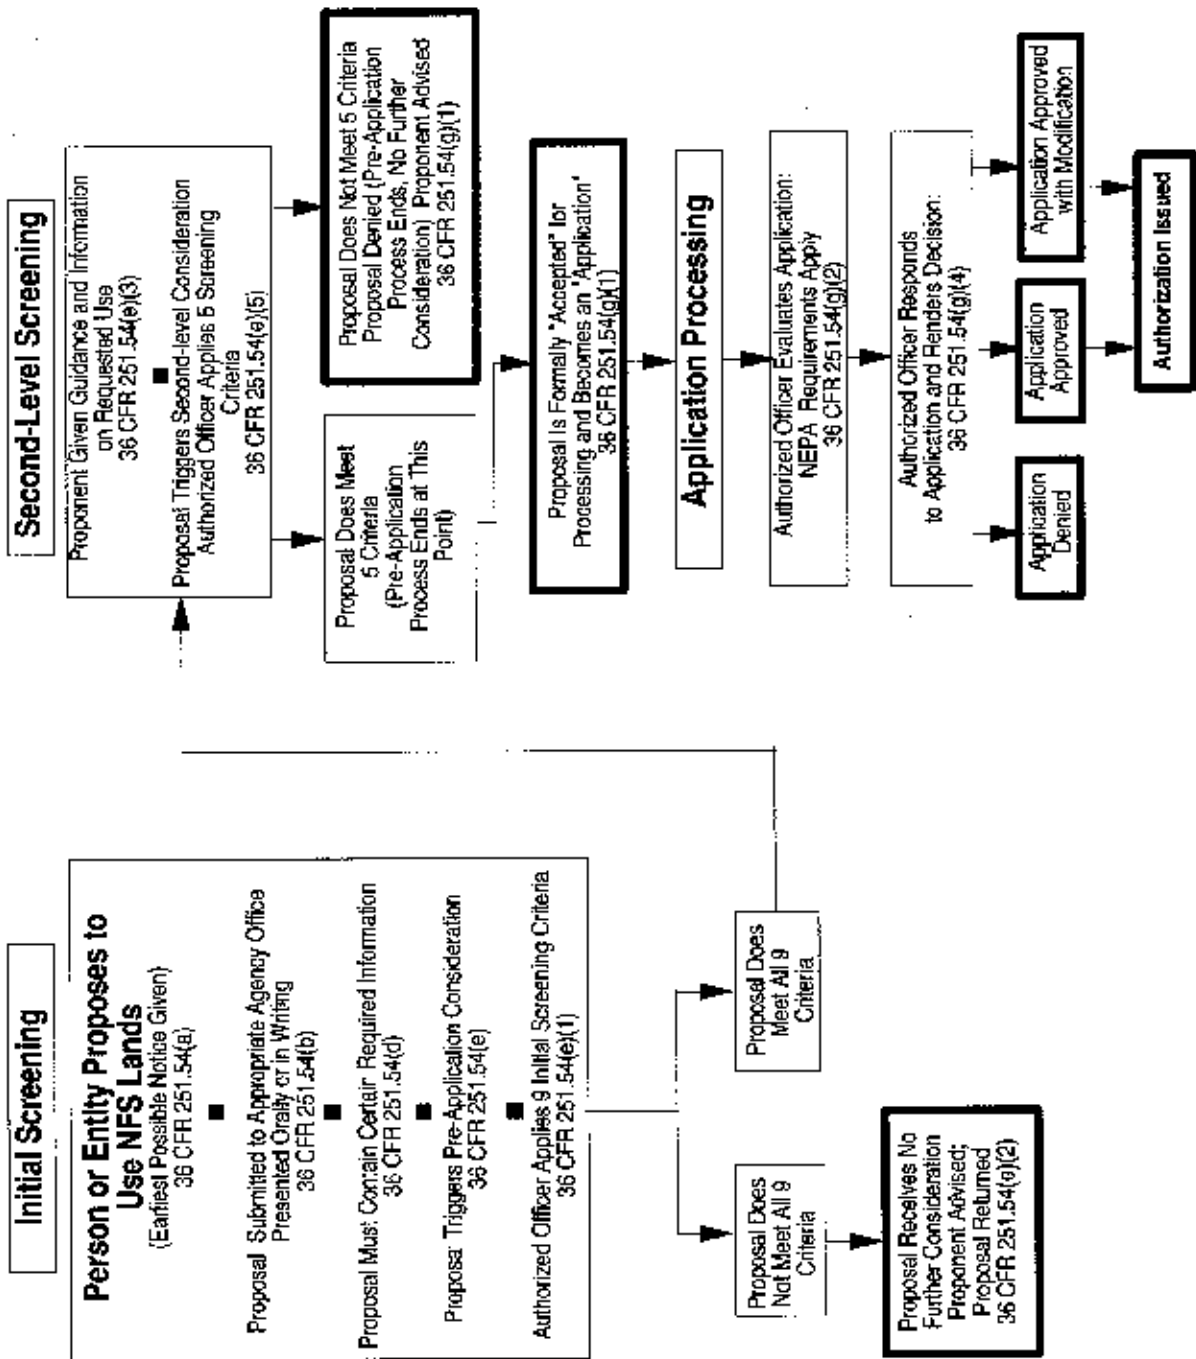 Initial Screening
Person or Entity Proposes to
Use NFS Lands
(Earliest Possible Notice Given)
36 CFR 251.54(a)
Proposal Submitted to Appropriate Agency Office
Presented Orally or in Writing
36 CFR 251.54(b)
Proposal Must Contain Certain Required Information
36 CFR 251.54(d)
Proposal Triggers Pre-Application Consideration
36 CFR 251.54(e)
Authorized Officer Applies 9 Initial Screening Criteria
36 CFR 251.54(e)(1)
Proposal Does
Not Meet All 9
Criteria
Proposal Does
Meet All 9
Criteria
Proposal Receives No
Further Consideration
Proponent Advised;
Proposal Returned
36 CFR 251.54(e)(2)
Second-Level Screening
Proponent Given Guidance and Information
on Requested Use
36 CFR 251.54(e)(3)
Proposal Triggers Second-level Consideration
Authorized Officer Applies 5 Screening
Criteria
36 CFR 251.54(e)(5)
Proposal Does Meet
5 Criteria
(Pre-Application
Process Ends at This
Point)
Proposal Does Not Meet 5 Criteria
Proposal Denied (Pre-Application
Process Ends, No Further
Consideration) Proponent Advised
36 CFR 251.54(g)(1)
Proposal Is Formally "Accepted" for
Processing and Becomes an "Application"
36 CFR 251.54(g)(1)
Application Processing
Authorized Officer Evaluates Application:
NEPA Requirements Apply
36 CFR 251.54(g)(2)
Authorized Officer Responds
to Application and Renders Decision:
36 CFR 251.54(g)(4)
Application
Denied
Application
Approved
Application Approved
with Modification
Authorization Issued